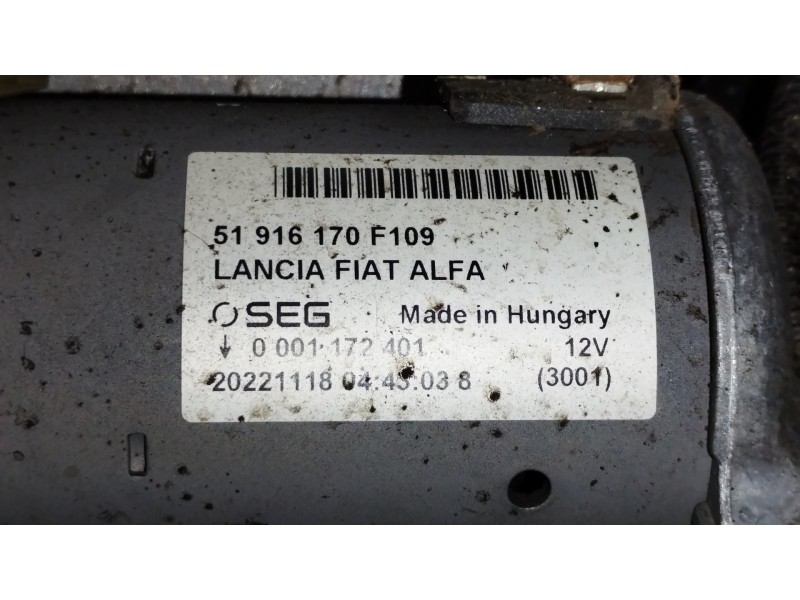 51 916 170 F109
LANCIA FIAT ALFA
SEG Made in Hungary
0 001 172 401 12V
20221118 04:43:03 8 (3001)